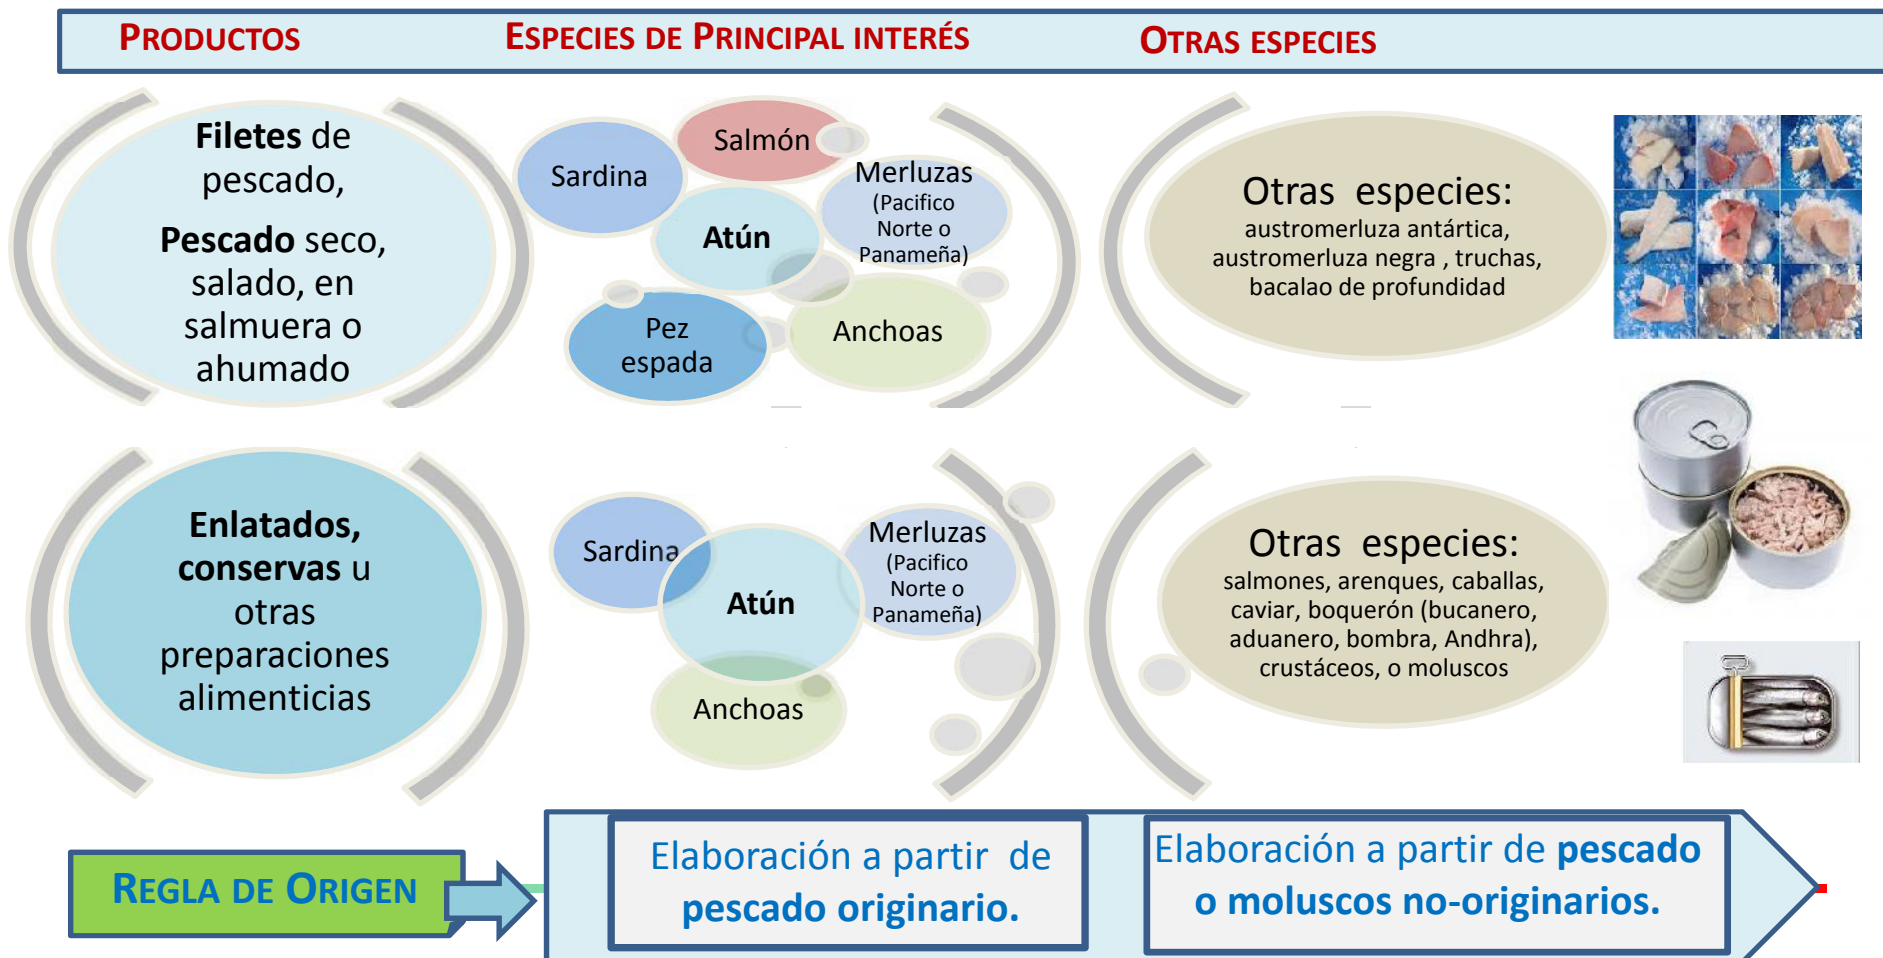 PRODUCTOS
ESPECIES DE PRINCIPAL INTERÉS
OTRAS ESPECIES
Filetes de
pescado,
Pescado seco,
salado, en
salmuera o
ahumado
Sardina
Salmón
Atún
Merluzas
(Pacifico
Norte o
Panameña)
Pez
espada
Anchoas
Otras especies:
austromerluza antártica,
austromerluza negra , truchas,
bacalao de profundidad
Enlatados,
conservas u
otras
preparaciones
alimenticias
Sardina
Atún
Merluzas
(Pacifico
Norte o
Panameña)
Anchoas
Otras especies:
salmones, arenques, caballas,
caviar, boquerón (bucanero,
aduanero, bombra, Andhra),
crustáceos, o moluscos
REGLA DE ORIGEN
Elaboración a partir de
pescado originario.
Elaboración a partir de pescado
o moluscos no-originarios.